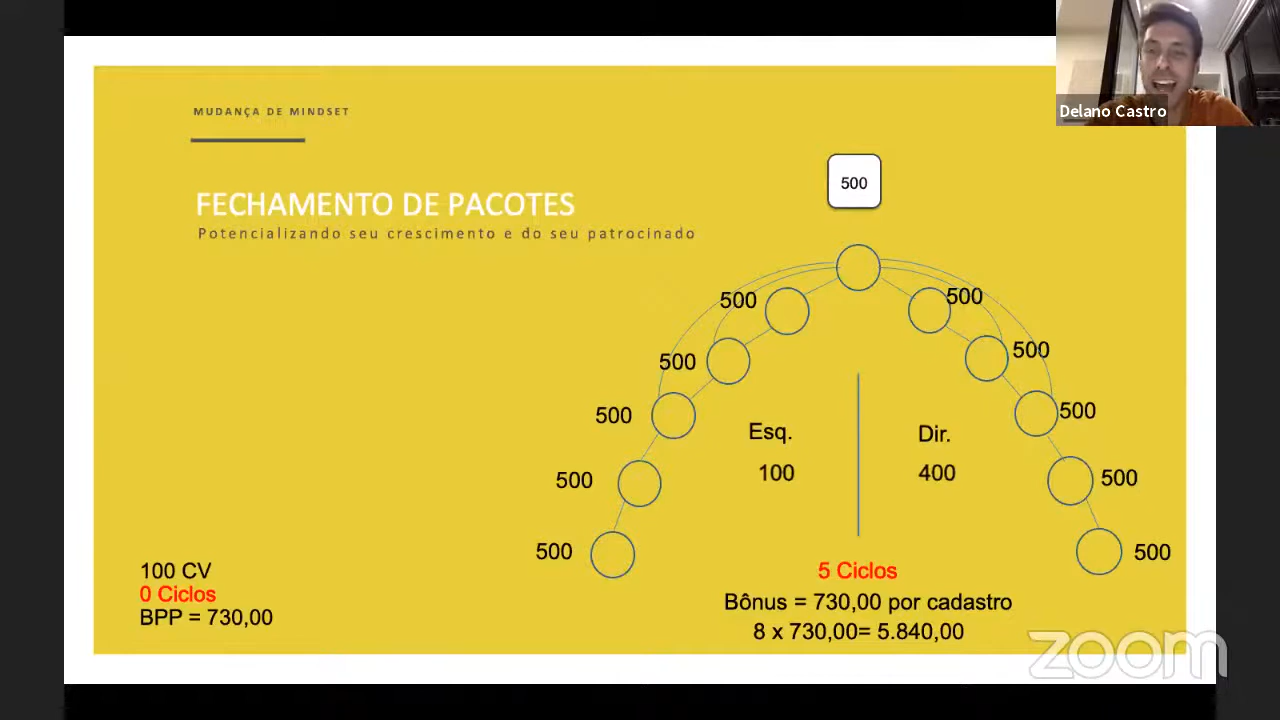 Delano Castro
MUDANÇA DE MINDSET
FECHAMENTO DE PACOTES
Potencializando seu crescimento e do seu patrocinado
500
500
500
500
500
500
500
500
500
500
500
Esq.
Dir.
100
400
100 CV
0 Ciclos
BPP = 730,00
5 Ciclos
Bônus = 730,00 por cadastro
8 x 730,00= 5.840,00
zoom